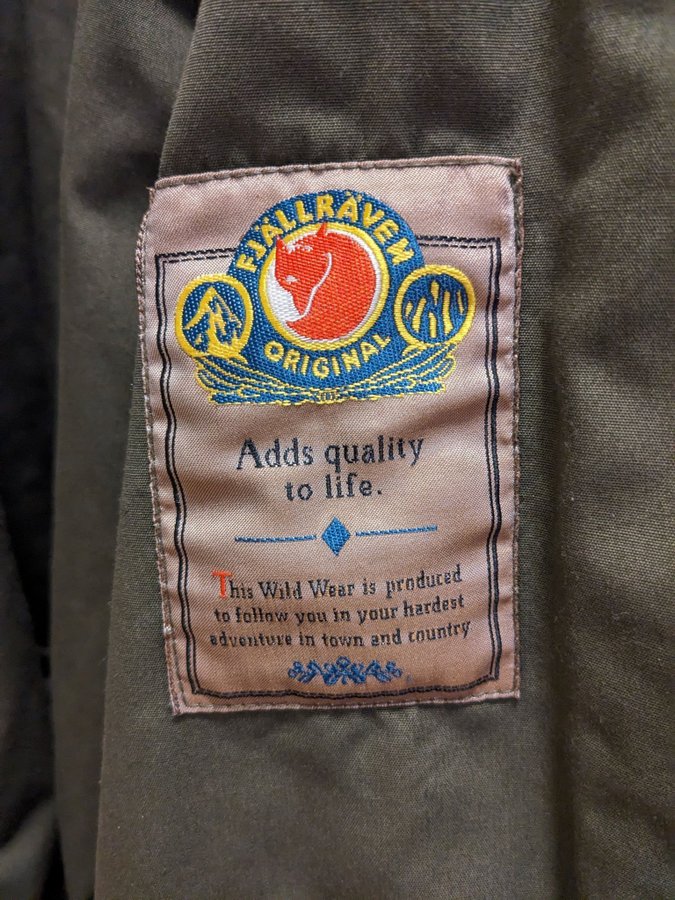 FJÄLLRÄVEN
ORIGINAL
Adds quality
to life.
This Wild Wear is produced
to follow you in your hardest
adventure in town and country